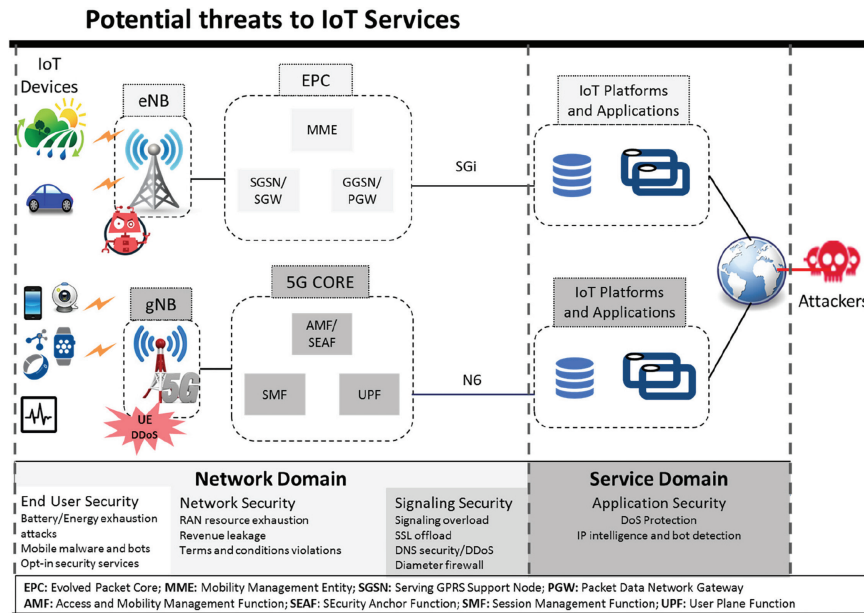 Potential threats to IoT Services
IoT
Devices
eNB
EPC
MME
SGSN/
SGW
GGSN/
PGW
SGi
IoT Platforms
and Applications
gNB
5G
UE
DDoS
5G CORE
AMF/
SEAF
SMF
UPF
N6
IoT Platforms
and Applications
Attackers
Network Domain
Service Domain
End User Security
Battery/Energy exhaustion
attacks
Mobile malware and bots
Opt-in security services
Network Security
RAN resource exhaustion
Revenue leakage
Terms and conditions violations
Signaling Security
Signaling overload
SSL offload
DNS security/DDoS
Diameter firewall
Application Security
DoS Protection
IP intelligence and bot detection
EPC: Evolved Packet Core; MME: Mobility Management Entity; SGSN: Serving GPRS Support Node; PGW: Packet Data Network Gateway
AMF: Access and Mobility Management Function; SEAF: SEcurity Anchor Function; SMF: Session Management Function; UPF: User Plane Function